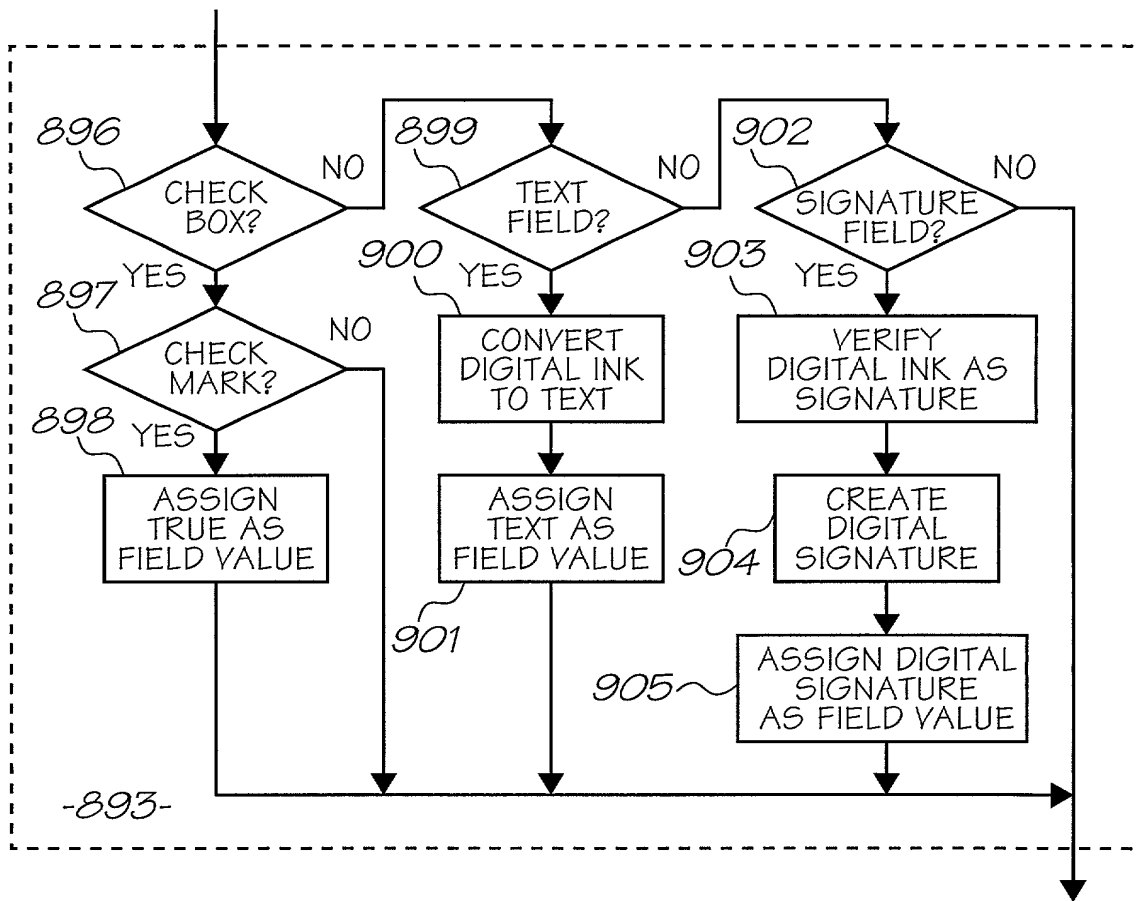 896
CHECK
BOX?
NO
YES
897
CHECK
MARK?
NO
YES
898
ASSIGN
TRUE AS
FIELD VALUE
899
TEXT
FIELD?
NO
YES
900
CONVERT
DIGITAL INK
TO TEXT
ASSIGN
TEXT AS
FIELD VALUE
901
902
SIGNATURE
FIELD?
NO
YES
903
VERIFY
DIGITAL INK AS
SIGNATURE
CREATE
DIGITAL
SIGNATURE
904
ASSIGN DIGITAL
SIGNATURE
AS FIELD VALUE
905
-893-